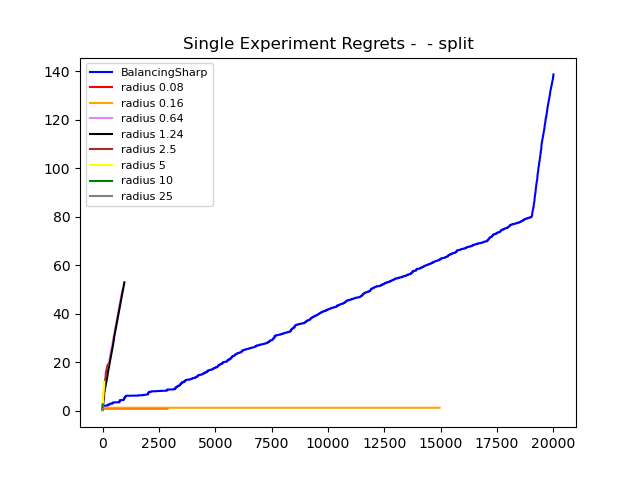 Single Experiment Regrets -  - split
BalancingSharp
radius 0.08
radius 0.16
radius 0.64
radius 1.24
radius 2.5
radius 5
radius 10
radius 25
140
120
100
80
60
40
20
0
0 2500 5000 7500 10000 12500 15000 17500 20000